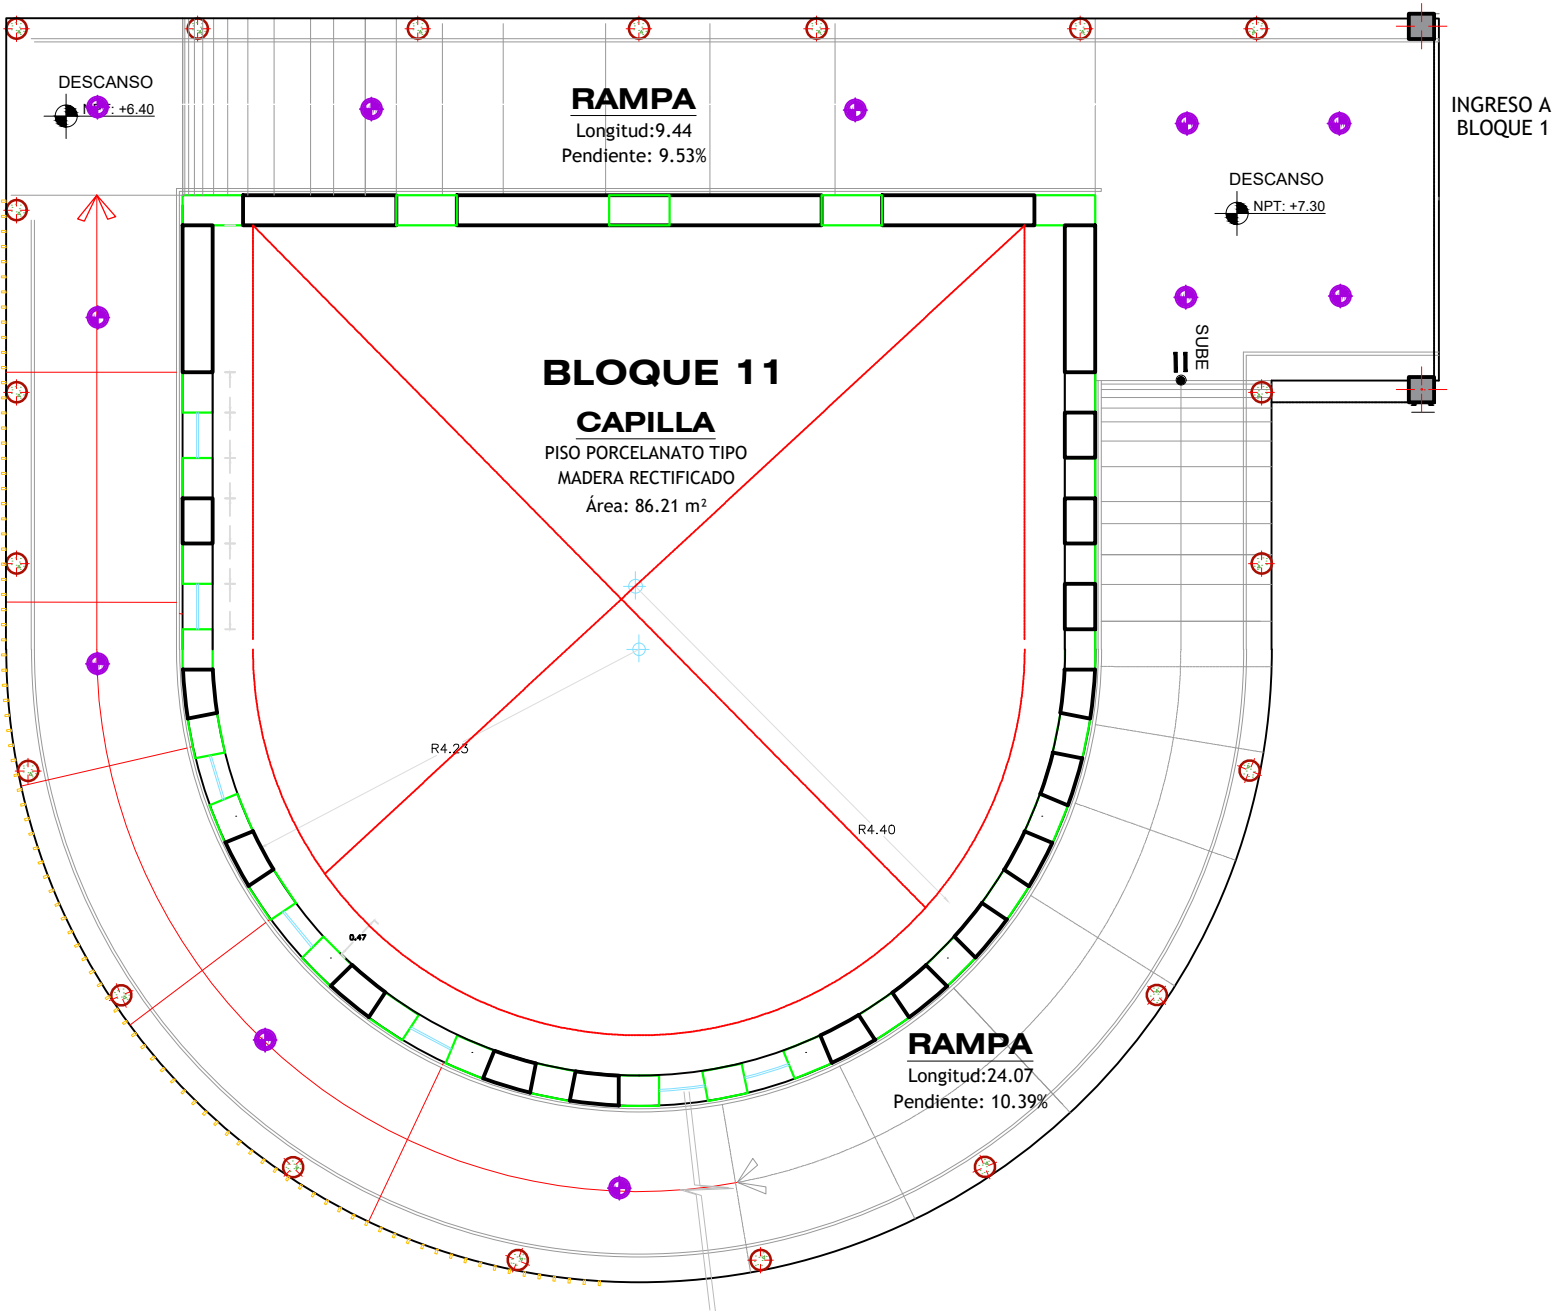 DESCANSO
NPT: +6.40
RAMPA
Longitud:9.44
Pendiente: 9.53%
INGRESO A
BLOQUE 1
DESCANSO
NPT: +7.30
SUBE
BLOQUE 11
CAPILLA
PISO PORCELANATO TIPO
MADERA RECTIFICADO
Área: 86.21 m²
R4.23
R4.40
0.47
RAMPA
Longitud:24.07
Pendiente: 10.39%